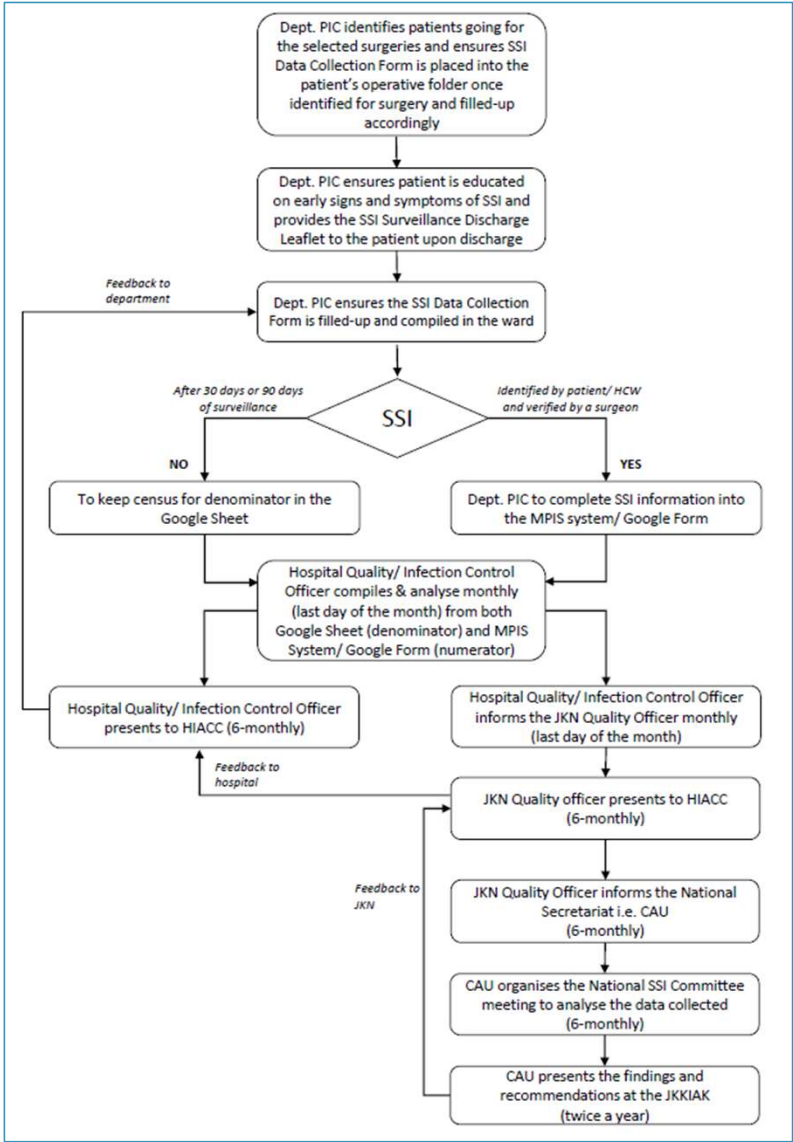 Dept. PIC identifies patients going for
the selected surgeries and ensures SSI
Data Collection Form is placed into the
patient's operative folder once
identified for surgery and filled-up
accordingly
Dept. PIC ensures patient is educated
on early signs and symptoms of SSI and
provides the SSI Surveillance Discharge
Leaflet to the patient upon discharge
Feedback to
department
Dept. PIC ensures the SSI Data Collection
Form is filled-up and compiled in the ward
After 30 days or 90 days
of surveillance
SSI
Identified by patient/ HCW
and verified by a surgeon
NO
YES
To keep census for denominator in the
Google Sheet
Dept. PIC to complete SSI information into
the MPIS system/ Google Form
Hospital Quality/ Infection Control
Officer compiles & analyse monthly
(last day of the month) from both
Google Sheet (denominator) and MPIS
System/ Google Form (numerator)
Hospital Quality/ Infection Control Officer
presents to HIACC (6-monthly)
Hospital Quality/ Infection Control Officer
informs the JKN Quality Officer monthly
(last day of the month)
Feedback to
hospital
JKN Quality officer presents to HIACC
(6-monthly)
Feedback to
JKN
JKN Quality Officer informs the National
Secretariat i.e. CAU
(6-monthly)
CAU organises the National SSI Committee
meeting to analyse the data collected
(6-monthly)
CAU presents the findings and
recommendations at the JKKIAK
(twice a year)